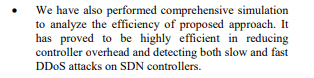 • We have also performed comprehensive simulation
to analyze the efficiency of proposed approach. It
has proved to be highly efficient in reducing
controller overhead and detecting both slow and fast
DDoS attacks on SDN controllers.